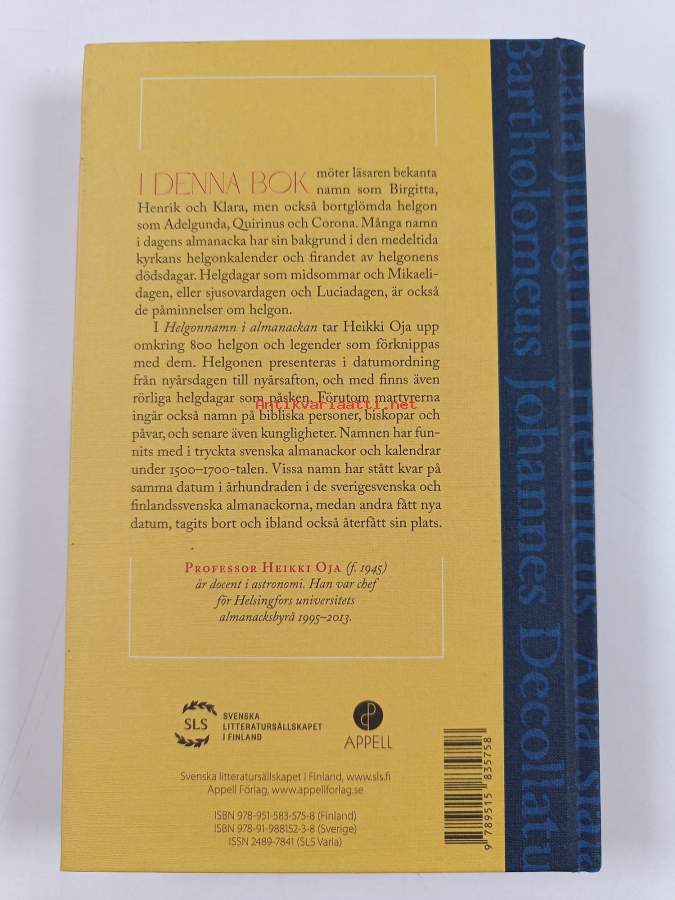 I DENNA BOK möter läsaren bekanta
namn som Birgitta,
Henrik och Klara, men också bortglömda helgon
som Adelgunda, Quirinus och Corona. Många namn
i dagens almanacka har sin bakgrund i den medeltida
kyrkans helgonkalender och firandet av helgonens
dödsdagar. Helgdagar som midsommar och Mikaeli-
dagen, eller sjusovardagen och Luciadagen, är också
de påminnelser om helgon.
I Helgonnamn i almanackan tar Heikki Oja upp
omkring 800 helgon och legender som förknippas
med dem. Helgonen presenteras i datumordning
från nyårsdagen till nyårsafton, och med finns även
rörliga helgdagar som påsken. Förutom martyrerna
Antikvariaatti.net
ingår också namn på bibliska personer, biskopar och
påvar, och senare även kungligheter. Namnen har fun-
nits med i tryckta svenska almanackor och kalendrar
under 1500–1700-talen. Vissa namn har stått kvar på
samma datum i århundraden i de sverigesvenska och
finlandssvenska almanackorna, medan andra fått nya
datum, tagits bort och ibland också återfått sin plats.
PROFESSOR HEIKKI OJA (f. 1945)
är docent i astronomi. Han var chef
för Helsingfors universitets
almanacksbyrå 1995–2013.
SLS
SVENSKA
LITTERATURSÄLLSKAPET
I FINLAND
APPELL
Svenska litteratursällskapet i Finland, www.sls.fi
Appell Förlag, www.appellforlag.se
ISBN 978-951-583-575-8 (Finland)
ISBN 978-91-988152-3-8 (Sverige)
ISSN 2489-7841 (SLS Varia)
9 789515 835758
Clara Jungfru Henricus Anna
Bartholomeus Johannes Decollatu